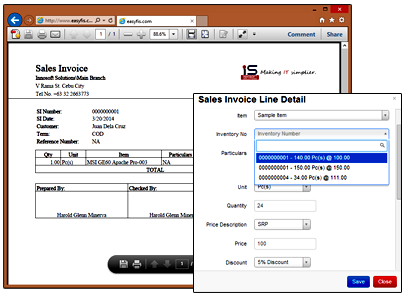 http://www.easyfis.com
easyfis.com
1 / 1
88.6%
Comment
Share
Sales Invoice
Innosoft Solutions\Main Branch
V Rama St. Cebu City
Tel No. +63 32 2663773
iS Making IT simplier.
SI Number: 0000000001
SI Date: 3/20/2014
Customer: Juan Dela Cruz
Term: COD
Reference Number: NA
Qty Unit Item Particulars
1.00 Pc(s) MSI GE60 Apache Pro-003 NA
TOTAL
Prepared By: Checked By:
Harold Glenn Minerva Harold Glenn Minerva
1 /
Sales Invoice Line Detail
Item Sample Item
Inventory No Inventory Number
Particulars
0000000001 - 140.00 Pc(s) @ 100.00
0000000001 - 150.00 Pc(s) @ 150.00
0000000004 - 34.00 Pc(s) @ 111.00
Unit Pc(s)
Quantity 24
Price Description SRP
Price 100
Discount 5% Discount
Save Close